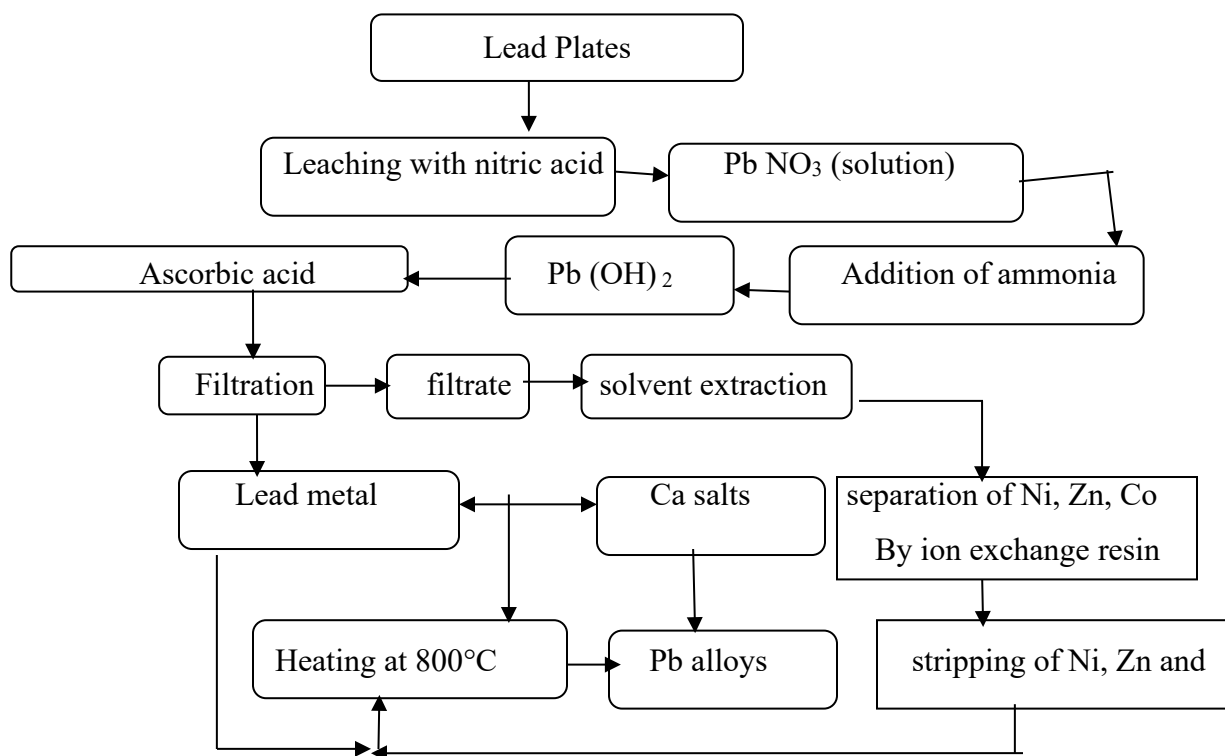 Lead Plates
Leaching with nitric acid
Pb NO₃ (solution)
Addition of ammonia
Pb (OH) ₂
Ascorbic acid
Filtration
filtrate
solvent extraction
Lead metal
Ca salts
separation of Ni, Zn, Co
By ion exchange resin
Heating at 800°C
Pb alloys
stripping of Ni, Zn and